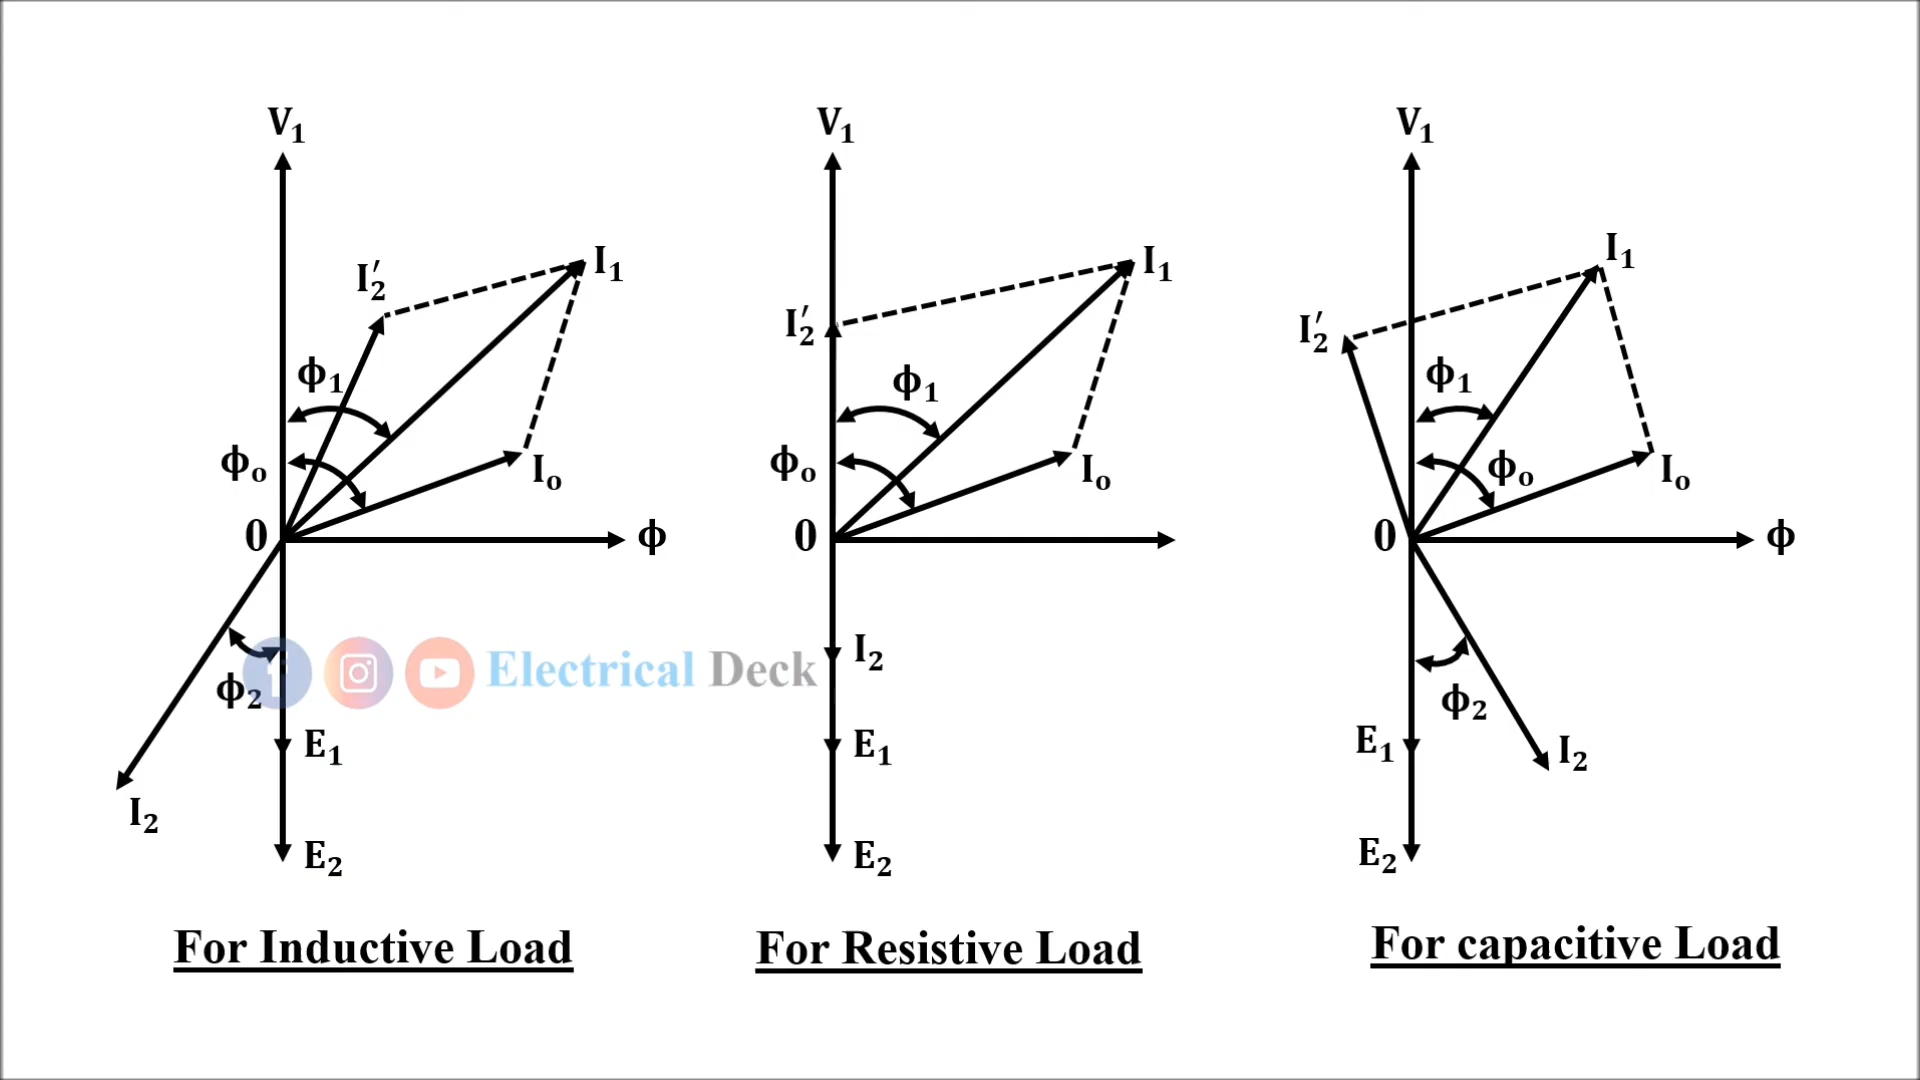 V₁
I₂′
I₁
ϕ₁
ϕₒ
Iₒ
0
ϕ
ϕ₂
E₁
I₂
E₂
For Inductive Load
V₁
I₁
I₂′
ϕ₁
ϕₒ
Iₒ
0
I₂
E₁
E₂
For Resistive Load
V₁
I₁
I₂′
ϕ₁
ϕₒ
Iₒ
0
ϕ
ϕ₂
E₁
I₂
E₂
For capacitive Load
Electrical Deck